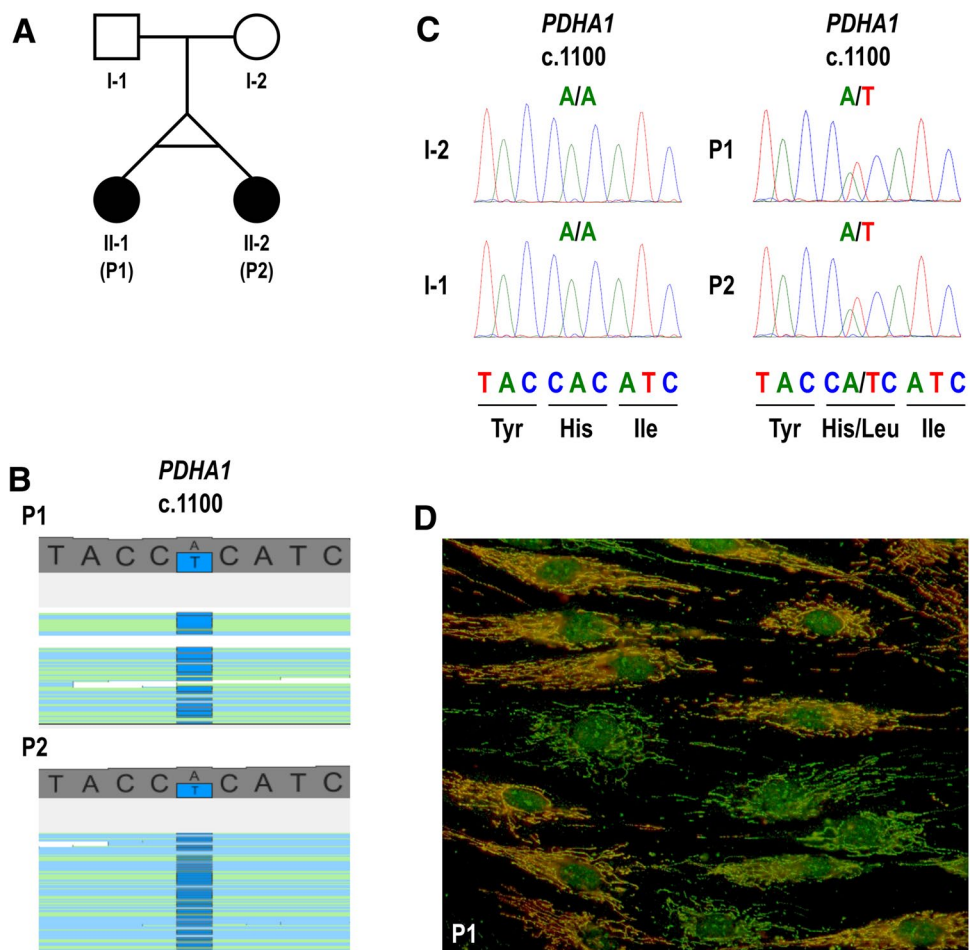 A
I-1
I-2
II-1
(P1)
II-2
(P2)
B
PDHA1
c.1100
P1
T A C C A C A T C
T
P2
T A C C A C A T C
T
C
PDHA1
c.1100
A/A
I-2
A/A
I-1
T A C C A C A T C
Tyr His Ile
PDHA1
c.1100
A/T
P1
A/T
P2
T A C C A/T C A T C
Tyr His/Leu Ile
D
P1